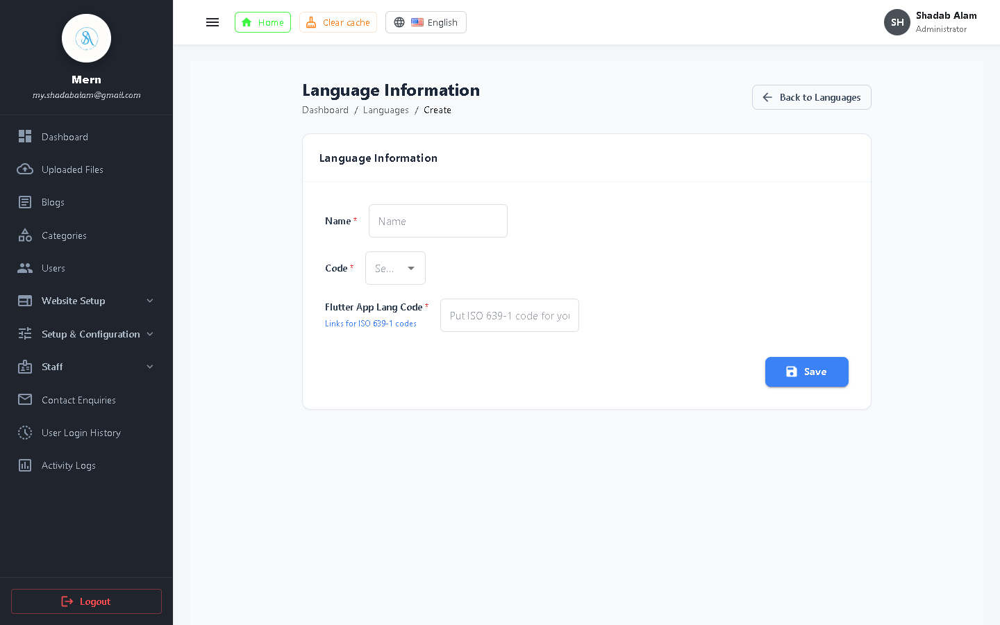 Mern
my.shadabalam@gmail.com
Dashboard
Uploaded Files
Blogs
Categories
Users
Website Setup
Setup & Configuration
Staff
Contact Enquiries
User Login History
Activity Logs
Logout
Home
Clear cache
English
SH
Shadab Alam
Administrator
Language Information
Dashboard / Languages / Create
Back to Languages
Language Information
Name *
Name
Code *
Se...
Flutter App Lang Code *
Links for ISO 639-1 codes
Put ISO 639-1 code for you
Save